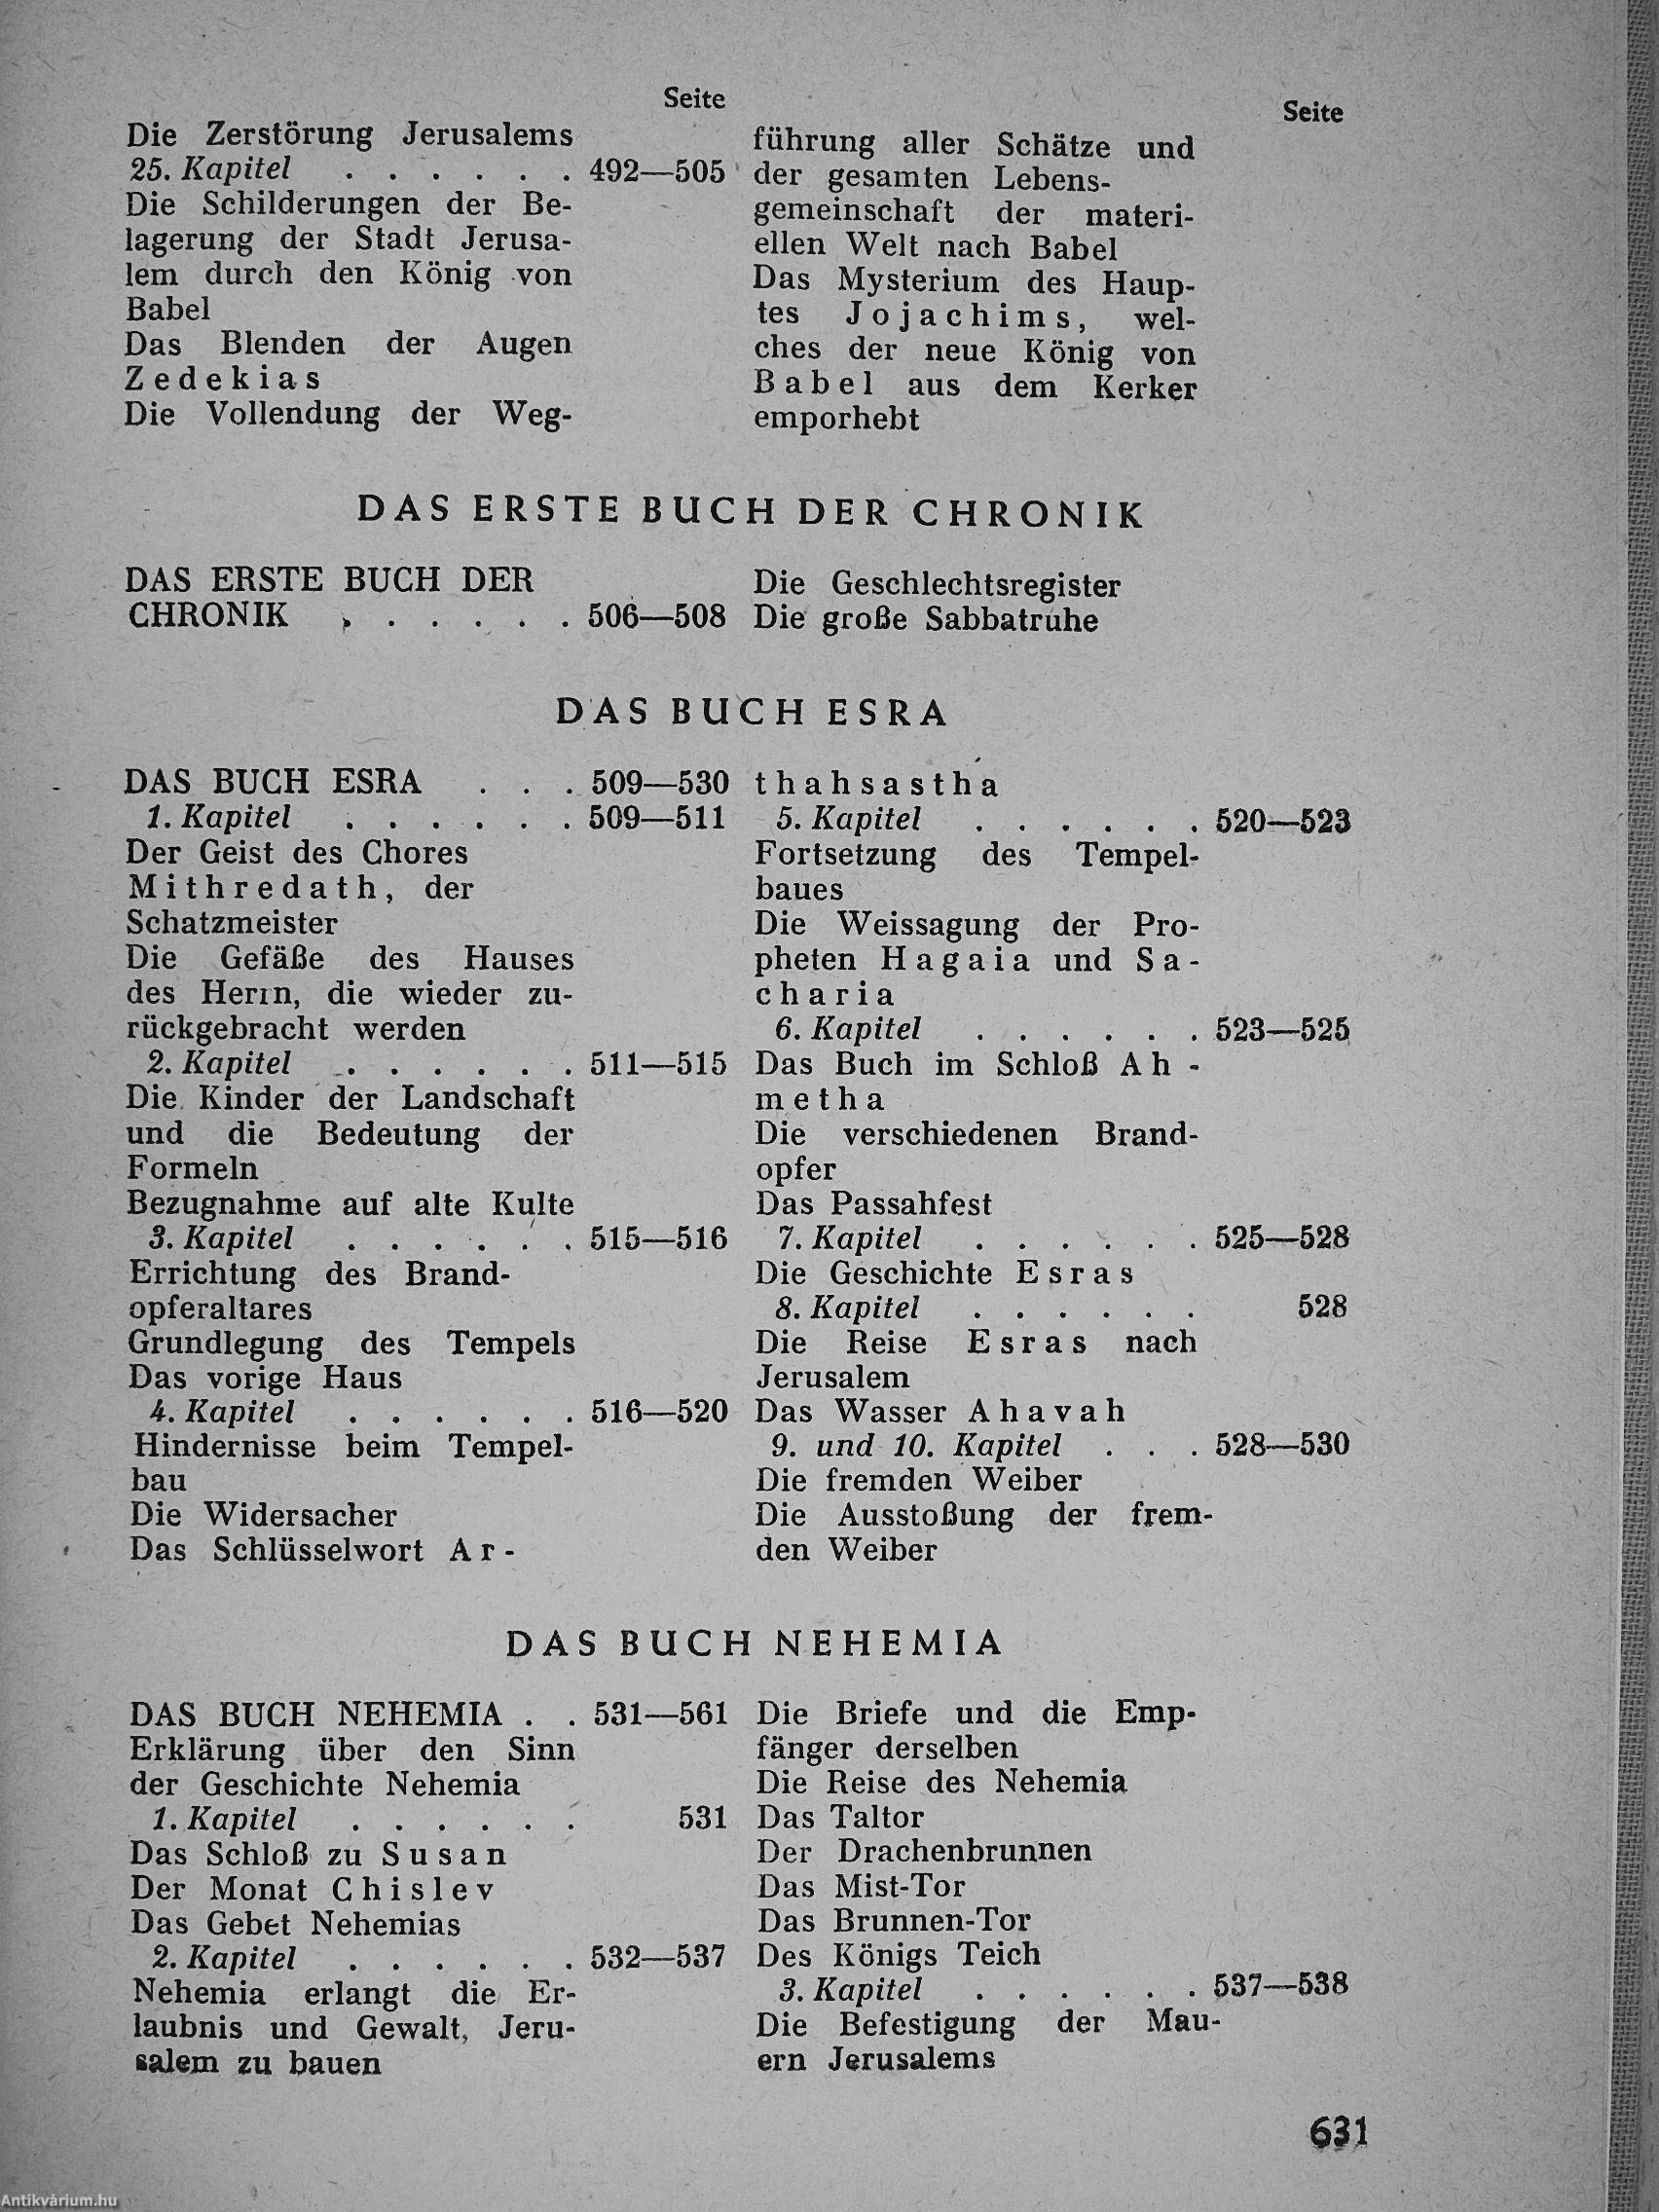 Seite
Die Zerstörung Jerusalems
25. Kapitel . . . . . . 492—505
Die Schilderungen der Be-
lagerung der Stadt Jerusa-
lem durch den König von
Babel
Das Blenden der Augen
Zedekias
Die Vollendung der Weg-
Seite
führung aller Schätze und
der gesamten Lebens-
gemeinschaft der materi-
ellen Welt nach Babel
Das Mysterium des Haup-
tes Jojachims, wel-
ches der neue König von
Babel aus dem Kerker
emporhebt
DAS ERSTE BUCH DER CHRONIK
DAS ERSTE BUCH DER
CHRONIK . . . . . . 506—508
Die Geschlechtsregister
Die große Sabbatruhe
DAS BUCH ESRA
DAS BUCH ESRA . . . 509—530
1. Kapitel . . . . . . 509—511
Der Geist des Chores
Mithredath, der
Schatzmeister
Die Gefäße des Hauses
des Herrn, die wieder zu-
rückgebracht werden
2. Kapitel . . . . . . 511—515
Die Kinder der Landschaft
und die Bedeutung der
Formeln
Bezugnahme auf alte Kulte
3. Kapitel . . . . . . 515—516
Errichtung des Brand-
opferaltares
Grundlegung des Tempels
Das vorige Haus
4. Kapitel . . . . . . 516—520
Hindernisse beim Tempel-
bau
Die Widersacher
Das Schlüsselwort Ar-
thahsastha
5. Kapitel . . . . . . 520—523
Fortsetzung des Tempel-
baues
Die Weissagung der Pro-
pheten Hagaia und Sa-
charia
6. Kapitel . . . . . . 523—525
Das Buch im Schloß Ah-
metha
Die verschiedenen Brand-
opfer
Das Passahfest
7. Kapitel . . . . . . 525—528
Die Geschichte Esras
8. Kapitel . . . . . . 528
Die Reise Esras nach
Jerusalem
Das Wasser Ahavah
9. und 10. Kapitel . . . 528—530
Die fremden Weiber
Die Ausstoßung der frem-
den Weiber
DAS BUCH NEHEMIA
DAS BUCH NEHEMIA . . 531—561
Erklärung über den Sinn
der Geschichte Nehemia
1. Kapitel . . . . . . 531
Das Schloß zu Susan
Der Monat Chislev
Das Gebet Nehemias
2. Kapitel . . . . . . 532—537
Nehemia erlangt die Er-
laubnis und Gewalt, Jeru-
salem zu bauen
Die Briefe und die Emp-
fänger derselben
Die Reise des Nehemia
Das Taltor
Der Drachenbrunnen
Das Mist-Tor
Das Brunnen-Tor
Des Königs Teich
3. Kapitel . . . . . . 537—538
Die Befestigung der Mau-
ern Jerusalems
631
Antikvárium.hu